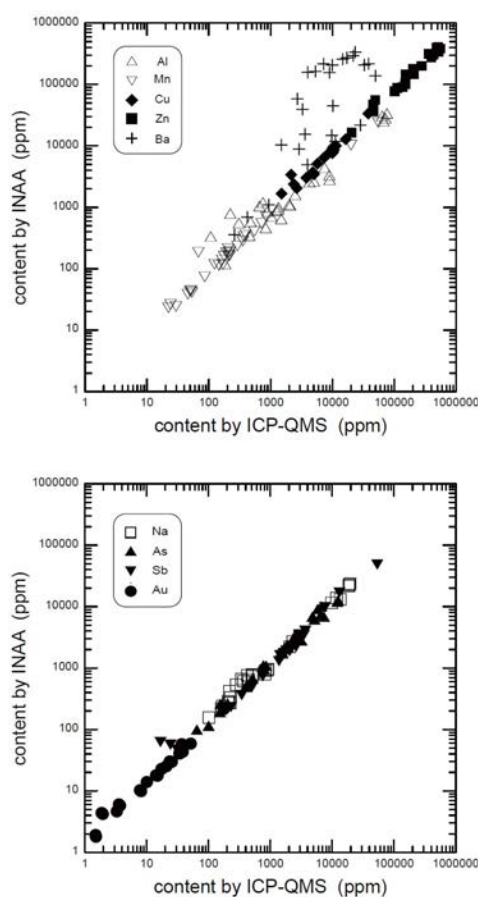 1000000
100000
10000
1000
100
10
1
content by INAA (ppm)
Al
Mn
Cu
Zn
Ba
1 10 100 1000 10000 100000 1000000
content by ICP-QMS (ppm)
1000000
100000
10000
1000
100
10
1
content by INAA (ppm)
Na
As
Sb
Au
1 10 100 1000 10000 100000 1000000
content by ICP-QMS (ppm)